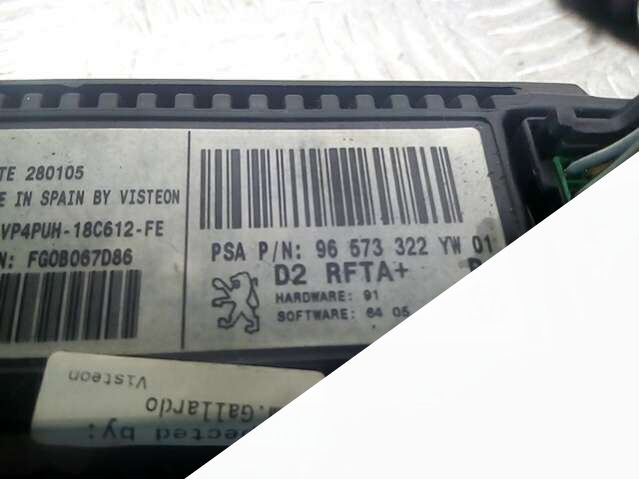 TE 280105
E IN SPAIN BY VISTEON
VP4PUH-18C612-FE
N: FG0B067D86
PSA P/N: 96 573 322 YW 01
D2 RFTA+
HARDWARE: 91
SOFTWARE: 64 05
Visteon
.Gallardo
ected by: